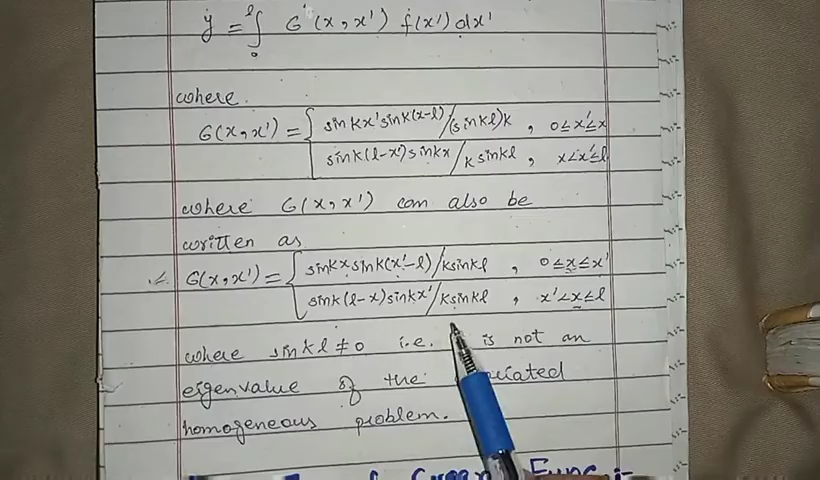 y = ∫₀ˡ G(x, x') f(x') dx'
where
G(x, x') = { sin kx' sin k(x-l) / (sin kl) k , 0 ≤ x' ≤ x
sin k(l-x') sin kx / k sin kl , x < x' ≤ l
where G(x, x') can also be
written as
G(x, x') = { sin kx sin k(x'-l) / k sin kl , 0 ≤ x ≤ x'
sin k(l-x) sin kx' / k sin kl , x' < x ≤ l
where sin kl ≠ 0 i.e. is not an
eigenvalue of the
homogeneous problem.